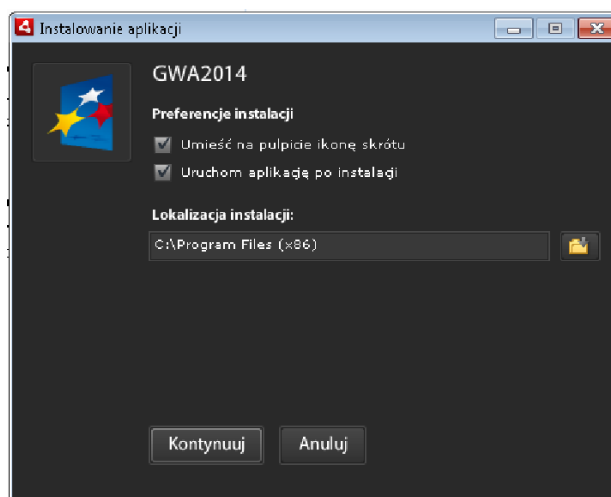 Instalowanie aplikacji
GWA2014
Preferencje instalacji
Umieść na pulpicie ikonę skrótu
Uruchom aplikację po instalacji
Lokalizacja instalacji:
C:\Program Files (x86)
Kontynuuj
Anuluj